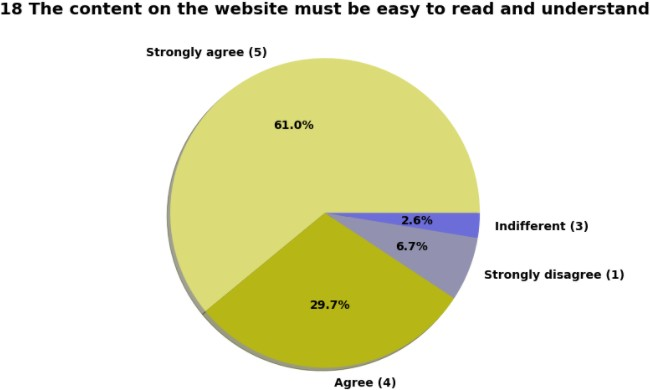 18 The content on the website must be easy to read and understand
Strongly agree (5)
61.0%
2.6%
Indifferent (3)
6.7%
Strongly disagree (1)
29.7%
Agree (4)